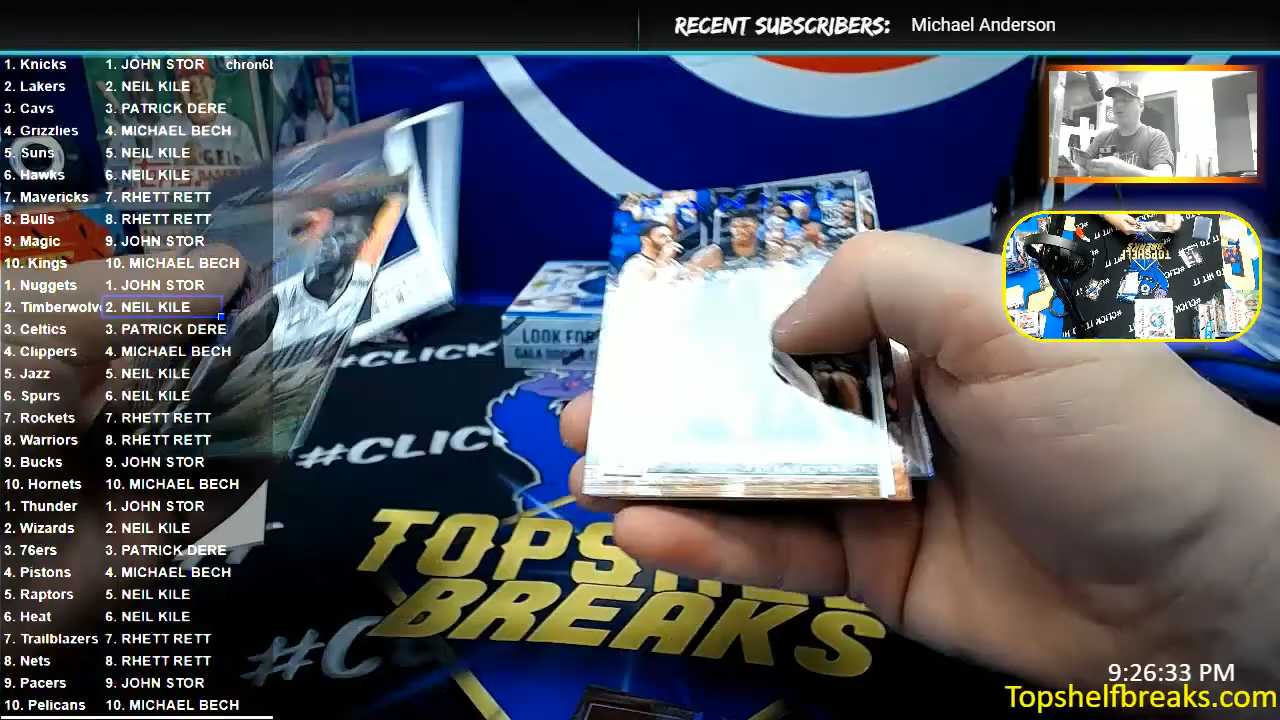 RECENT SUBSCRIBERS: Michael Anderson
1. Knicks 1. JOHN STOR chron6b
2. Lakers 2. NEIL KILE
3. Cavs 3. PATRICK DERE
4. Grizzlies 4. MICHAEL BECH
5. Suns 5. NEIL KILE
6. Hawks 6. NEIL KILE
7. Mavericks 7. RHETT RETT
8. Bulls 8. RHETT RETT
9. Magic 9. JOHN STOR
10. Kings 10. MICHAEL BECH
1. Nuggets 1. JOHN STOR
2. Timberwolv 2. NEIL KILE
3. Celtics 3. PATRICK DERE
4. Clippers 4. MICHAEL BECH
5. Jazz 5. NEIL KILE
6. Spurs 6. NEIL KILE
7. Rockets 7. RHETT RETT
8. Warriors 8. RHETT RETT
9. Bucks 9. JOHN STOR
10. Hornets 10. MICHAEL BECH
1. Thunder 1. JOHN STOR
2. Wizards 2. NEIL KILE
3. 76ers 3. PATRICK DERE
4. Pistons 4. MICHAEL BECH
5. Raptors 5. NEIL KILE
6. Heat 6. NEIL KILE
7. Trailblazers 7. RHETT RETT
8. Nets 8. RHETT RETT
9. Pacers 9. JOHN STOR
10. Pelicans 10. MICHAEL BECH
LOOK FOR
#CLICK
#CLIC
TOPSHELF
BREAKS
#C
TOPSHELF
BREAKS
9:26:33 PM
Topshelfbreaks.com